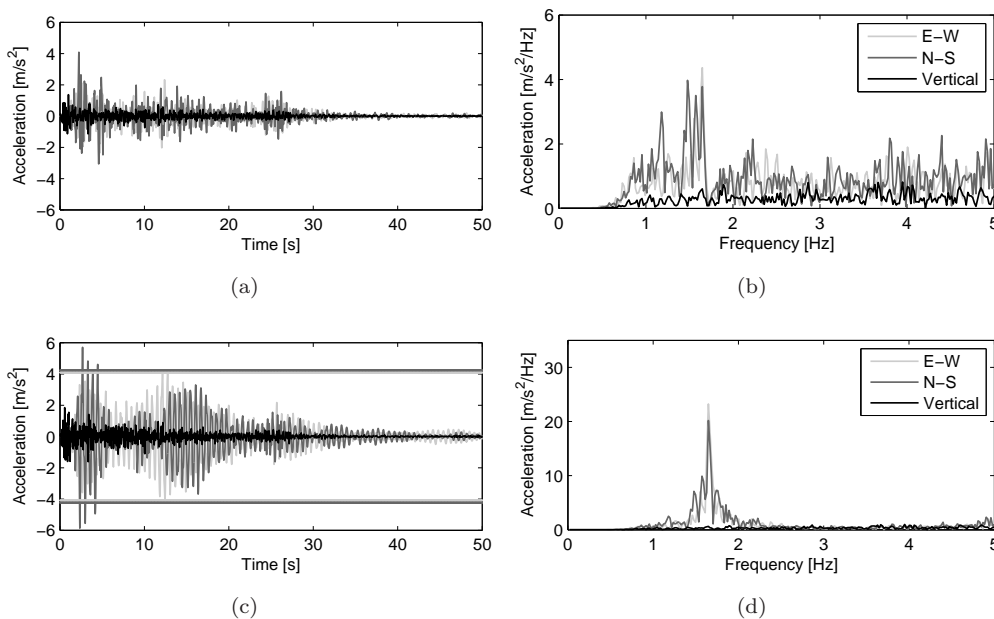 6
4
2
0
−2
−4
−6
0 10 20 30 40 50
Acceleration [m/s²]
Time [s]
(a)
6
4
2
0
0 1 2 3 4 5
Acceleration [m/s²/Hz]
Frequency [Hz]
E−W
N−S
Vertical
(b)
6
4
2
0
−2
−4
−6
0 10 20 30 40 50
Acceleration [m/s²]
Time [s]
(c)
30
20
10
0
0 1 2 3 4 5
Acceleration [m/s²/Hz]
Frequency [Hz]
E−W
N−S
Vertical
(d)